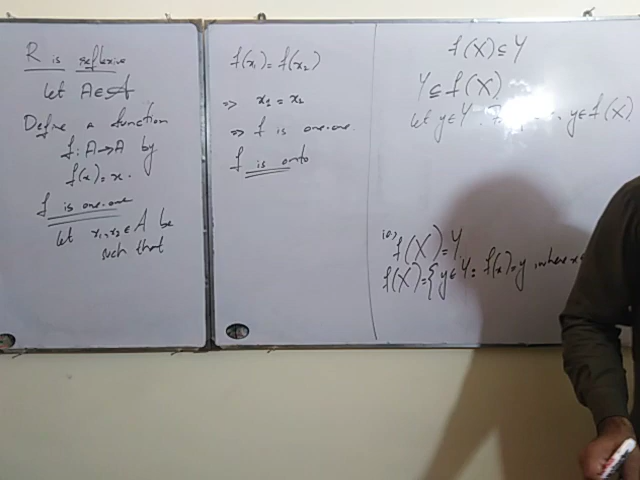 R is reflexive
let A∈𝒜
Define a function
f: A→A by
f(x) = x.
f is one-one
let x₁, x₂ ∈ A be
such that
f(x₁) = f(x₂)
=> x₁ = x₂
=> f is one-one.
f is onto
f(X) ⊆ Y
Y ⊆ f(X)
let y∈Y. y∈f(X)
f(X) = Y
f(X) = { y∈Y : f(x) = y where x